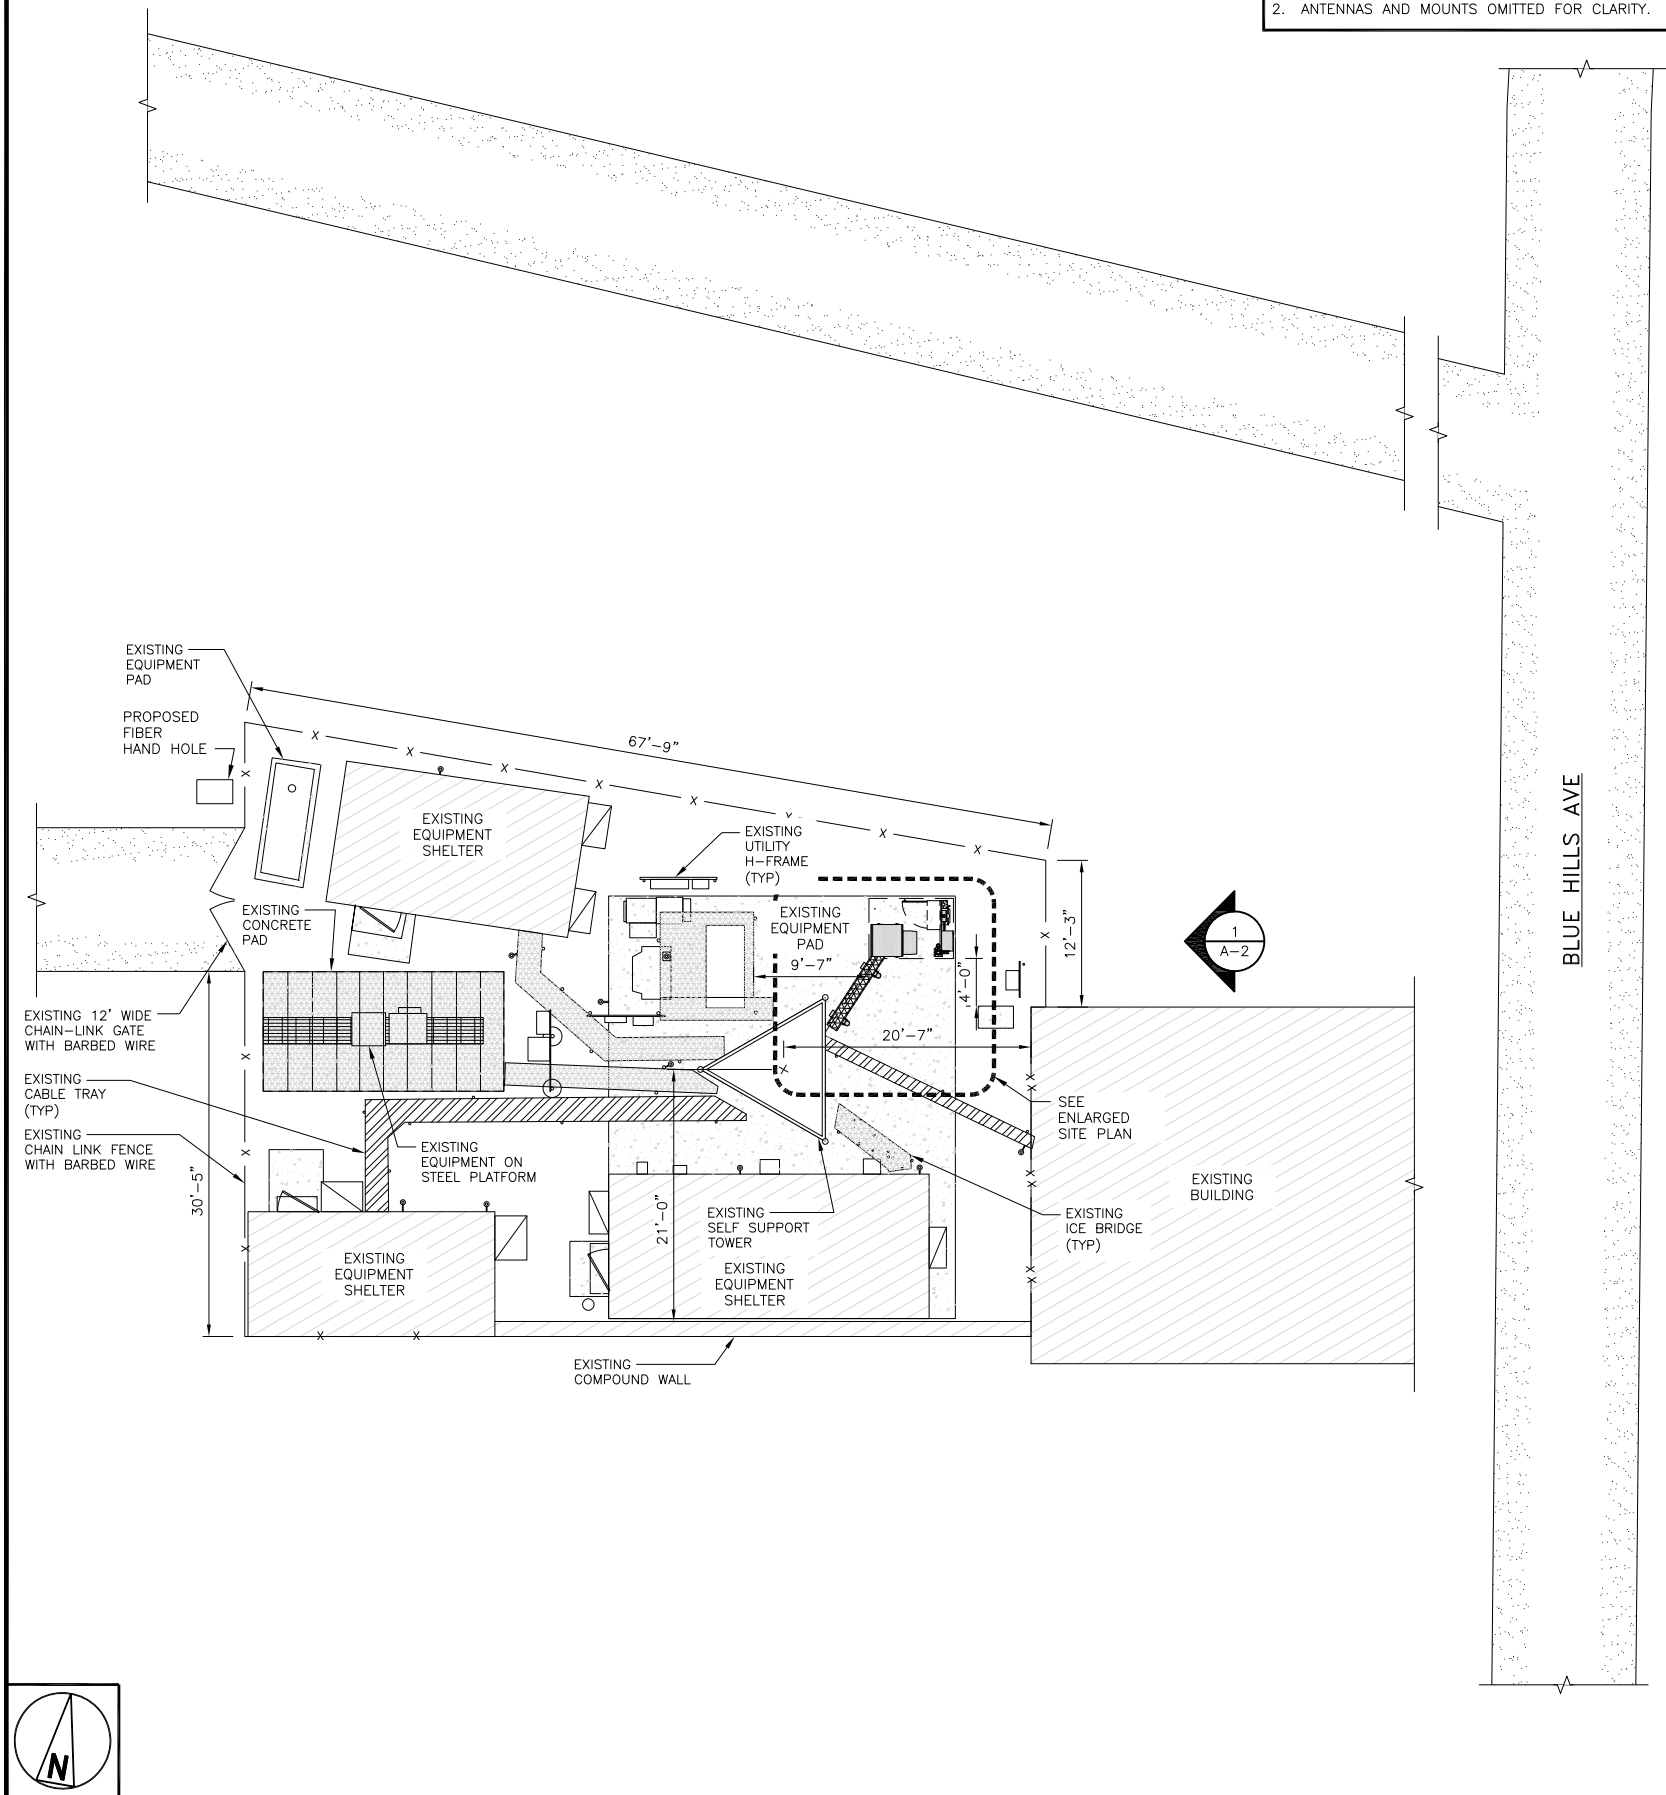 2. ANTENNAS AND MOUNTS OMITTED FOR CLARITY.
EXISTING
EQUIPMENT
PAD
PROPOSED
FIBER
HAND HOLE
67'-9"
EXISTING
EQUIPMENT
SHELTER
EXISTING
UTILITY
H-FRAME
(TYP)
BLUE HILLS AVE
EXISTING
CONCRETE
PAD
EXISTING
EQUIPMENT
PAD
12'-3"
1
A-2
9'-7"
4'-0"
EXISTING 12' WIDE
CHAIN-LINK GATE
WITH BARBED WIRE
20'-7"
EXISTING
CABLE TRAY
(TYP)
SEE
ENLARGED
SITE PLAN
EXISTING
CHAIN LINK FENCE
WITH BARBED WIRE
EXISTING
EQUIPMENT ON
STEEL PLATFORM
30'-5"
EXISTING
BUILDING
21'-0"
EXISTING
SELF SUPPORT
TOWER
EXISTING
ICE BRIDGE
(TYP)
EXISTING
EQUIPMENT
SHELTER
EXISTING
EQUIPMENT
SHELTER
EXISTING
COMPOUND WALL
N